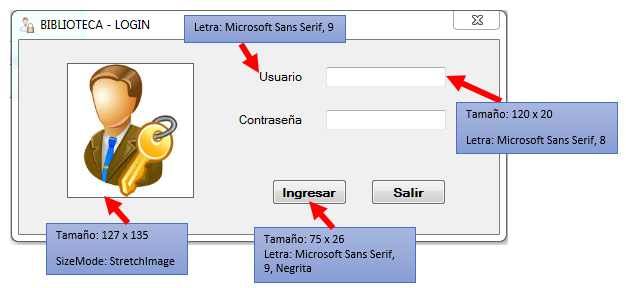 BIBLIOTECA - LOGIN
Letra: Microsoft Sans Serif, 9
Usuario
Tamaño: 120 x 20
Letra: Microsoft Sans Serif, 8
Contraseña
Ingresar
Salir
Tamaño: 127 x 135
SizeMode: StretchImage
Tamaño: 75 x 26
Letra: Microsoft Sans Serif,
9, Negrita